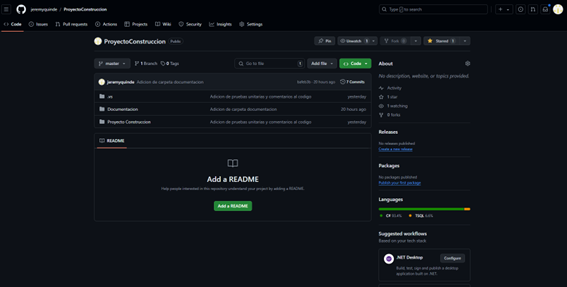 jeremyquinde / ProyectoConstruccion
Type / to search
Code Issues Pull requests Actions Projects Wiki Security Insights Settings
ProyectoConstruccion Public
Pin Unwatch 1 Fork 0 Starred 1
master 1 Branch 0 Tags Go to file t Add file Code
jeremyquinde Adicion de carpeta documentacion 20 hours ago 7 Commits
.vs Adicion de pruebas unitarias y comentarios al codigo yesterday
Documentacion Adicion de carpeta documentacion 20 hours ago
Proyecto Construccion Adicion de pruebas unitarias y comentarios al codigo yesterday
README
Add a README
Help people interested in this repository understand your project by adding a README.
Add a README
About
No description, website, or topics provided.
Activity
1 star
1 watching
0 forks
Releases
No releases published
Create a new release
Packages
No packages published
Publish your first package
Languages
C# TSQL
Suggested workflows
Based on your tech stack
.NET Desktop Configure
Build, test, sign and publish a desktop
application built on .NET.